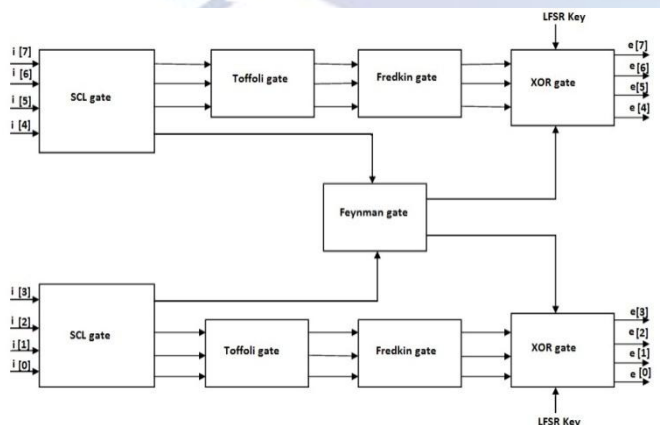 LFSR Key
i [7]
i [6]
i [5]
i [4]
SCL gate
Toffoli gate
Fredkin gate
XOR gate
e [7]
e[6]
e[5]
e [4]
Feynman gate
i [3]
i [2]
i [1]
i [0]
SCL gate
Toffoli gate
Fredkin gate
XOR gate
e[3]
e[2]
e[1]
e [0]
LFSR Key